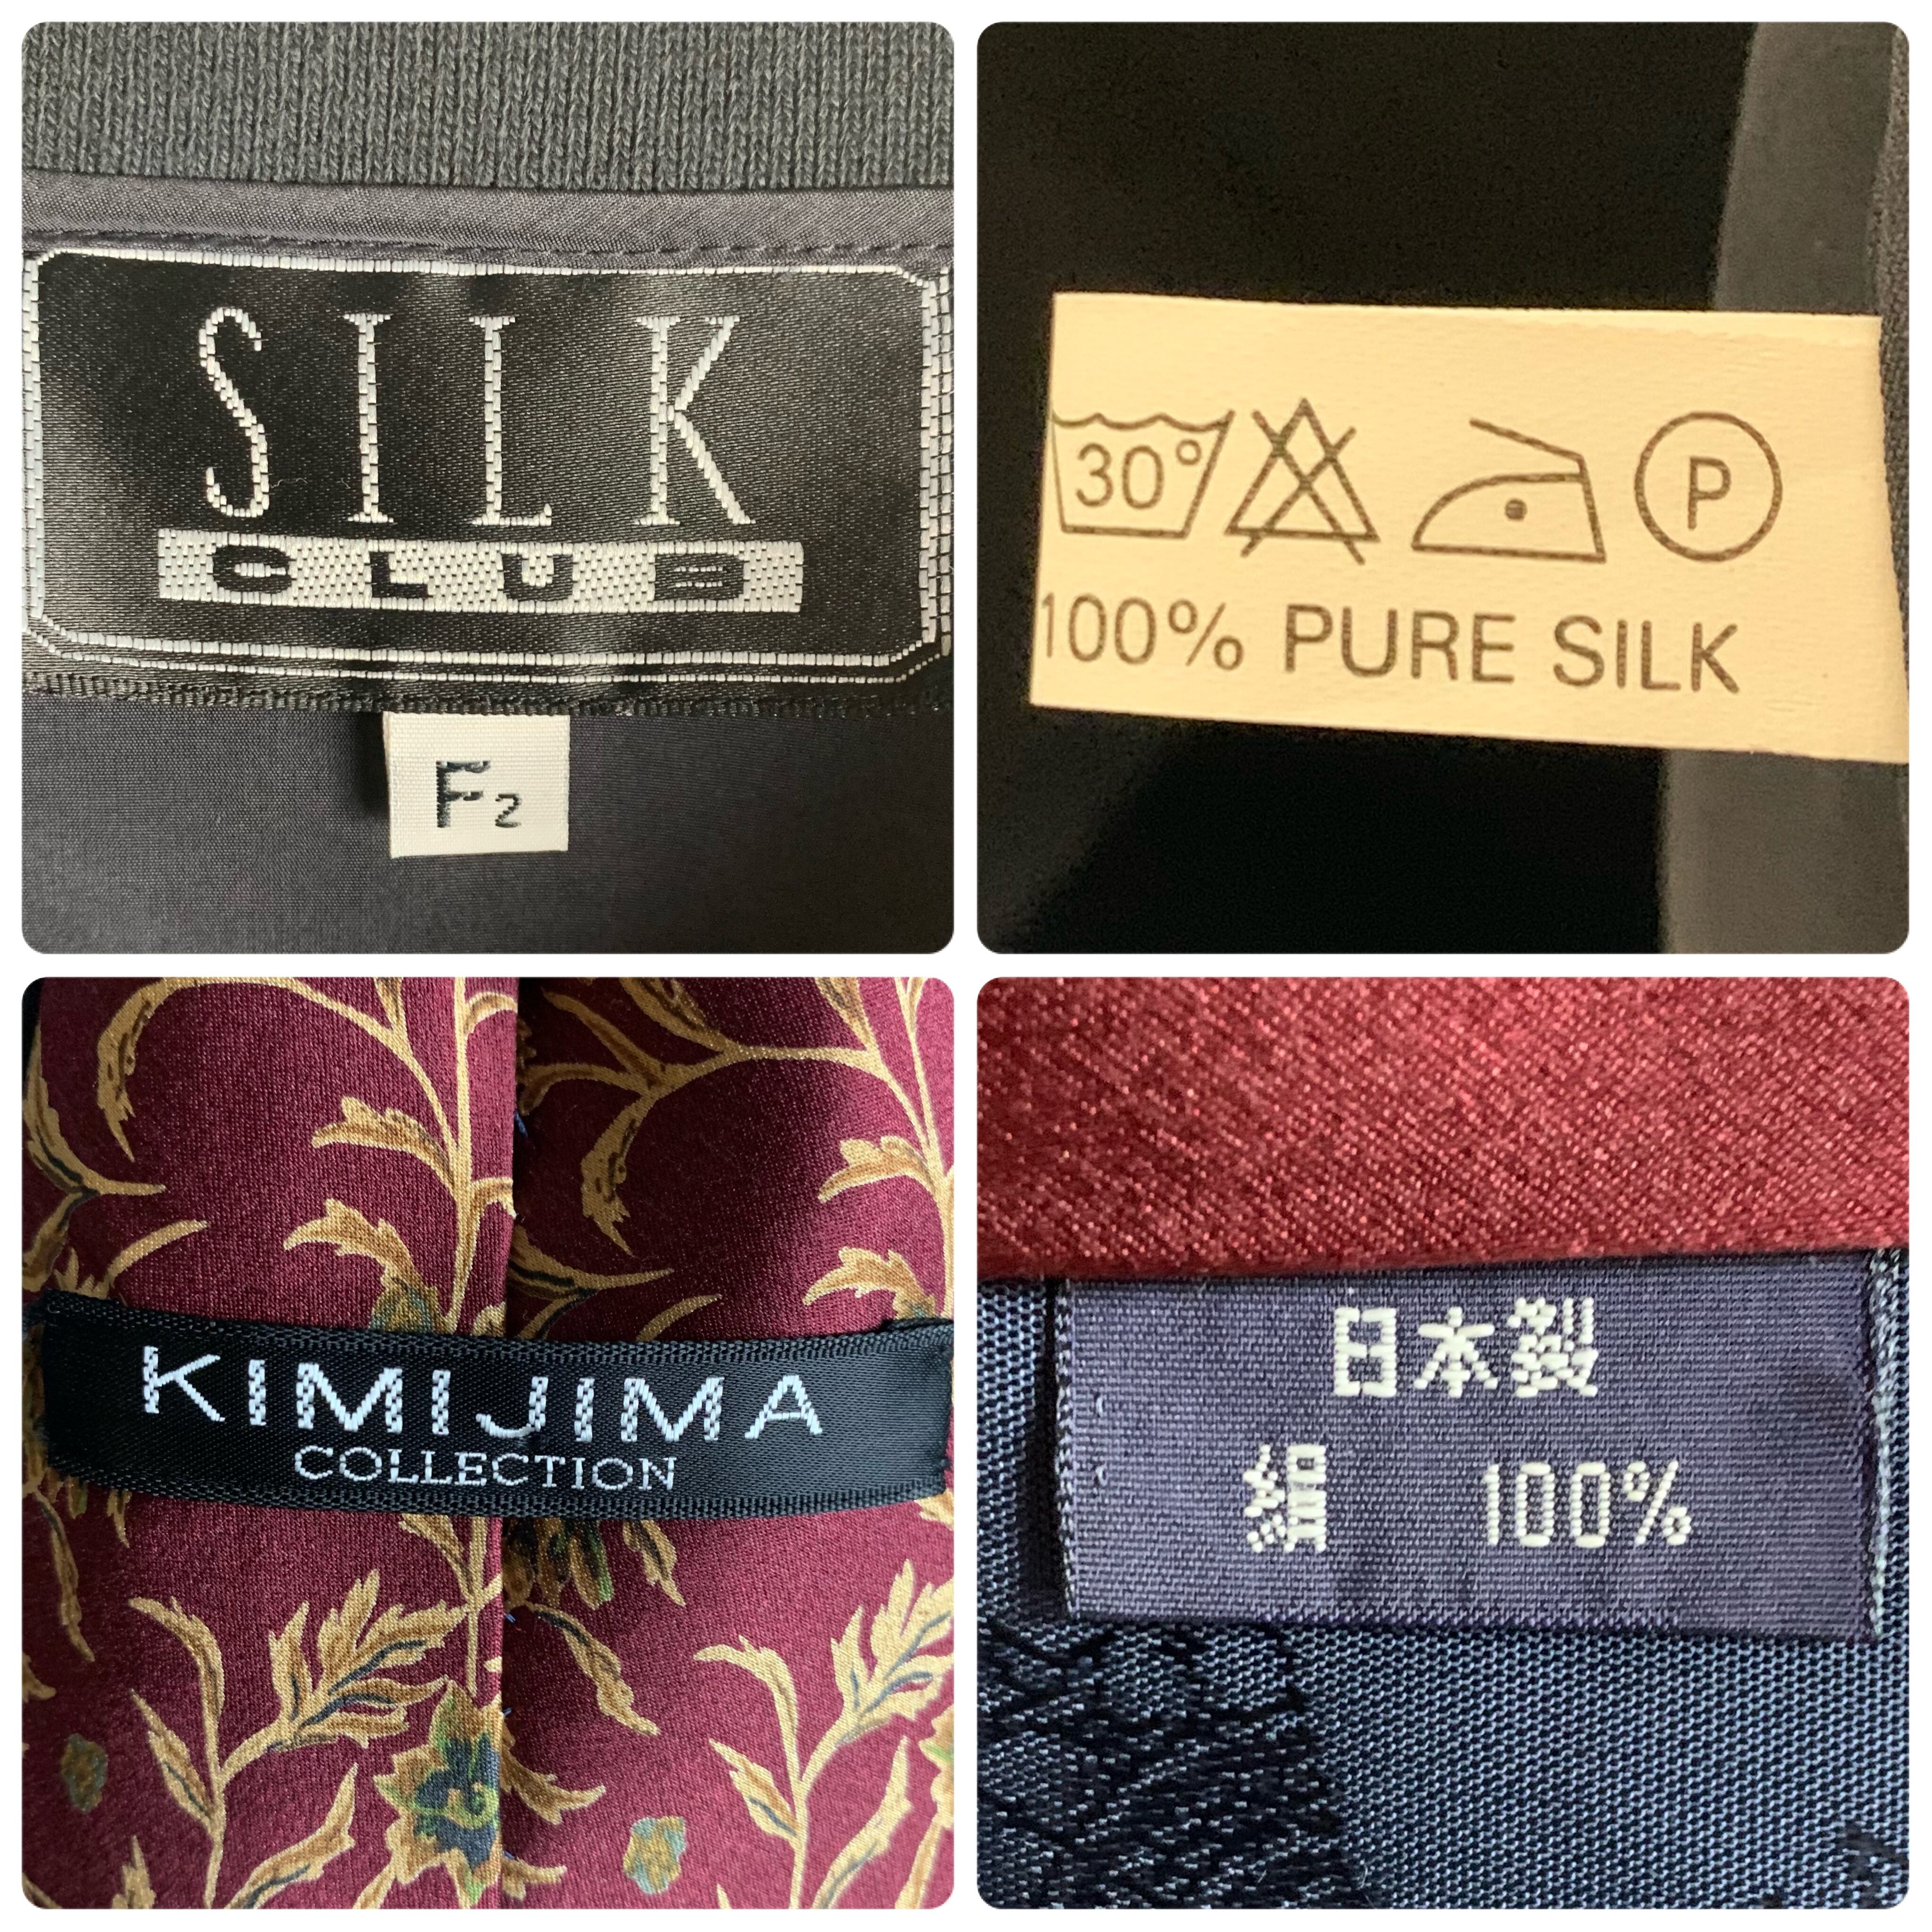 SILK
CLUB
F2
30°
P
100% PURE SILK
KIMIJIMA
COLLECTION
日本製
絹 100%